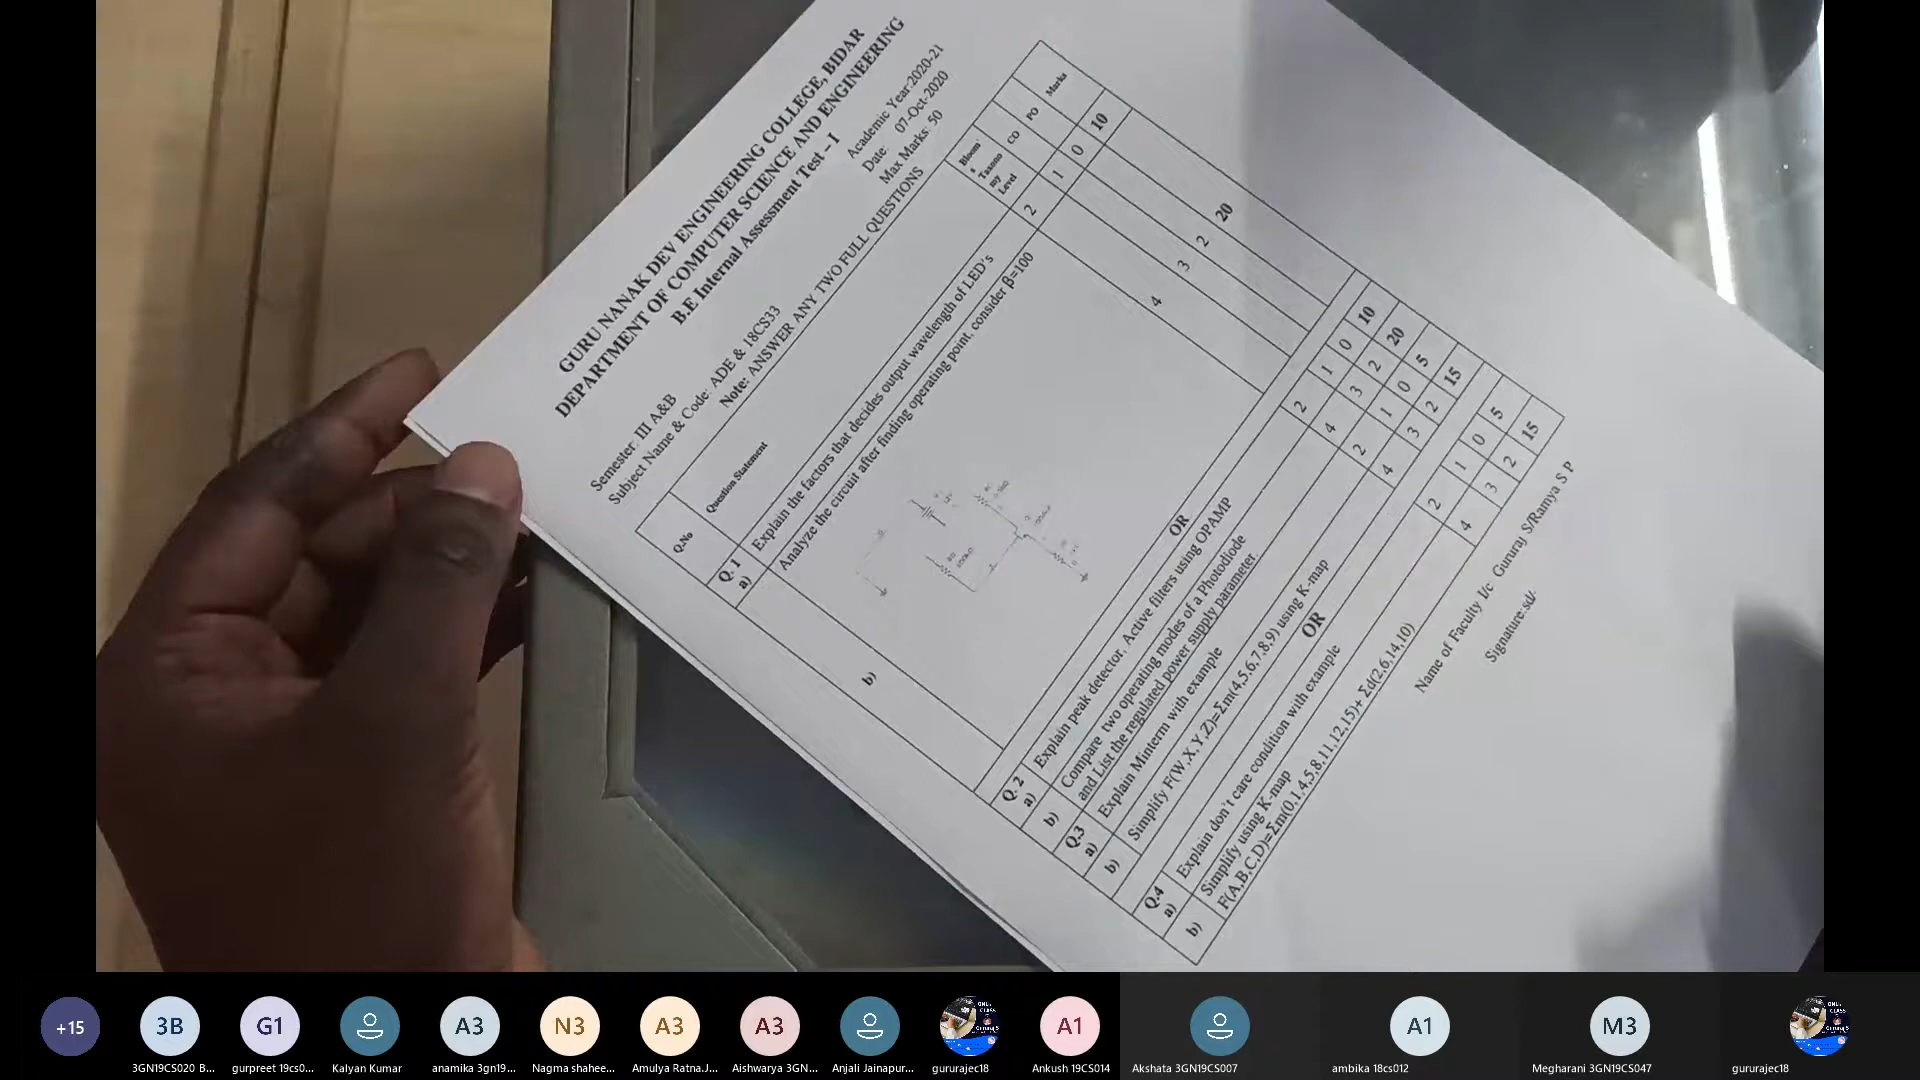 GURU NANAK DEV ENGINEERING COLLEGE, BIDAR
DEPARTMENT OF COMPUTER SCIENCE AND ENGINEERING
B.E Internal Assessment Test – I
Academic Year2020-21
Semester: III A&B Date: 07-Oct-2020
Subject Name & Code: ADE & 18CS33 Max Marks: 50
Note: ANSWER ANY TWO FULL QUESTIONS
Q.No Question Statement Bloom's Taxonomy Level CO PO Marks
Q. 1 a) Explain the factors that decides output wavelength of LED's 2 1 0 10
b) Analyze the circuit after finding operating point, consider β=100 4 3 2 20
OR
Q. 2 a) Explain peak detector, Active filters using OPAMP 2 1 0 10
b) Compare two operating modes of a Photodiode 4 3 2 20
and List the regulated power supply parameter.
Q.3 a) Explain Minterm with example 2 1 0 5
b) Simplify F(W,X,Y,Z)=Σm(4,5,6,7,8,9) using K-map 4 3 2 15
OR
Q.4 a) Explain don't care condition with example 2 1 0 5
b) Simplify using K-map 4 3 2 15
F(A,B,C,D)=Σm(0,1,4,5,8,11,12,15)+ Σd(2,6,14,10)
Name of Faculty I/c Gururaj S/Ramya S P
Signature:sd/-
+15
3B
G1
A3
N3
A3
A3
A1
A1
M3
3GN19CS020 B...
gurpreet 19cs0...
Kalyan Kumar
anamika 3gn19...
Nagma shahee...
Amulya Ratna.J...
Aishwarya 3GN...
Anjali Jainapur...
gururajec18
Ankush 19CS014
Akshata 3GN19CS007
ambika 18cs012
Megharani 3GN19CS047
gururajec18